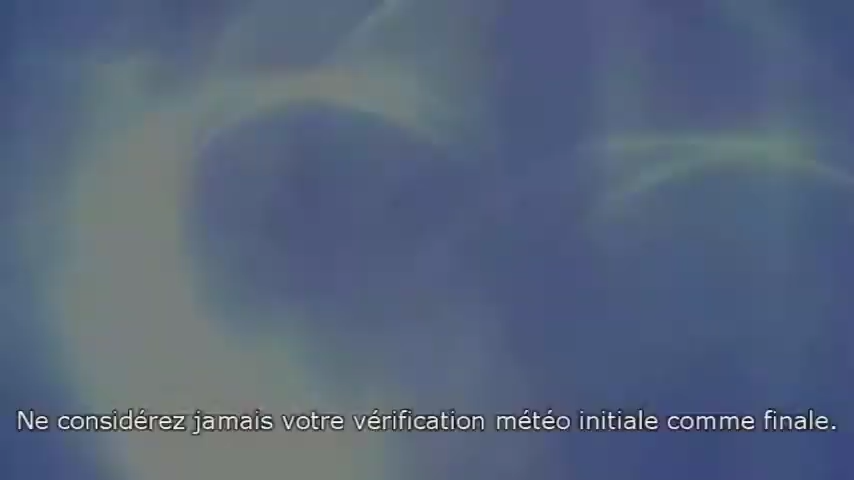 Ne considérez jamais votre vérification météo initiale comme finale.